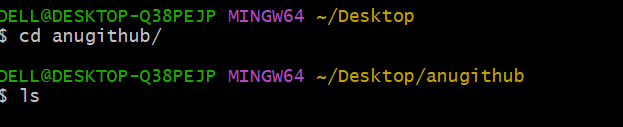 DELL@DESKTOP-Q38PEJP MINGW64 ~/Desktop
$ cd anugithub/
DELL@DESKTOP-Q38PEJP MINGW64 ~/Desktop/anugithub
$ ls